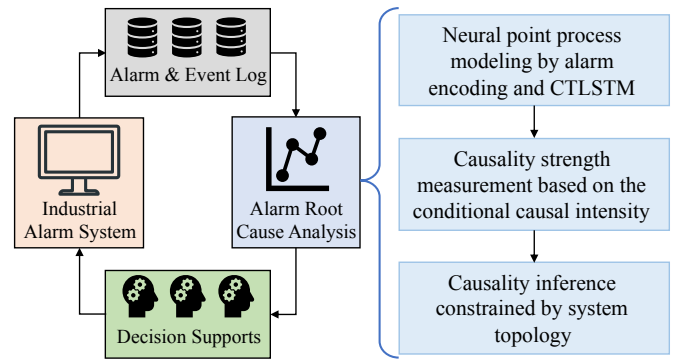 Alarm & Event Log
Industrial
Alarm System
Alarm Root
Cause Analysis
Decision Supports
Neural point process
modeling by alarm
encoding and CTLSTM
Causality strength
measurement based on the
conditional causal intensity
Causality inference
constrained by system
topology